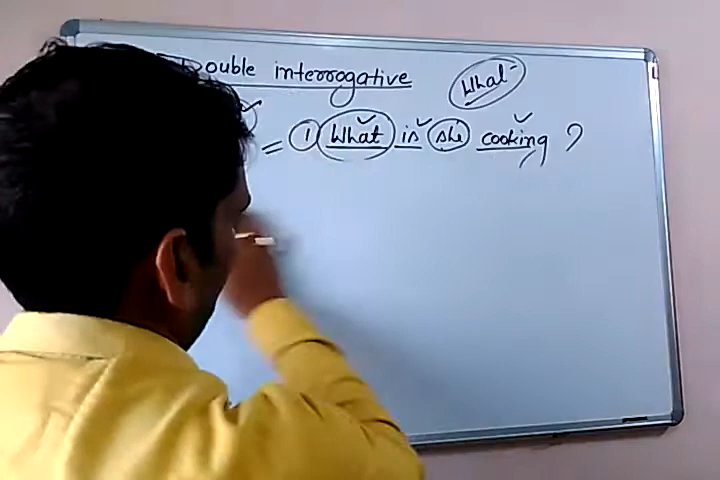 Double interrogative What
= 1 What is she cooking ?